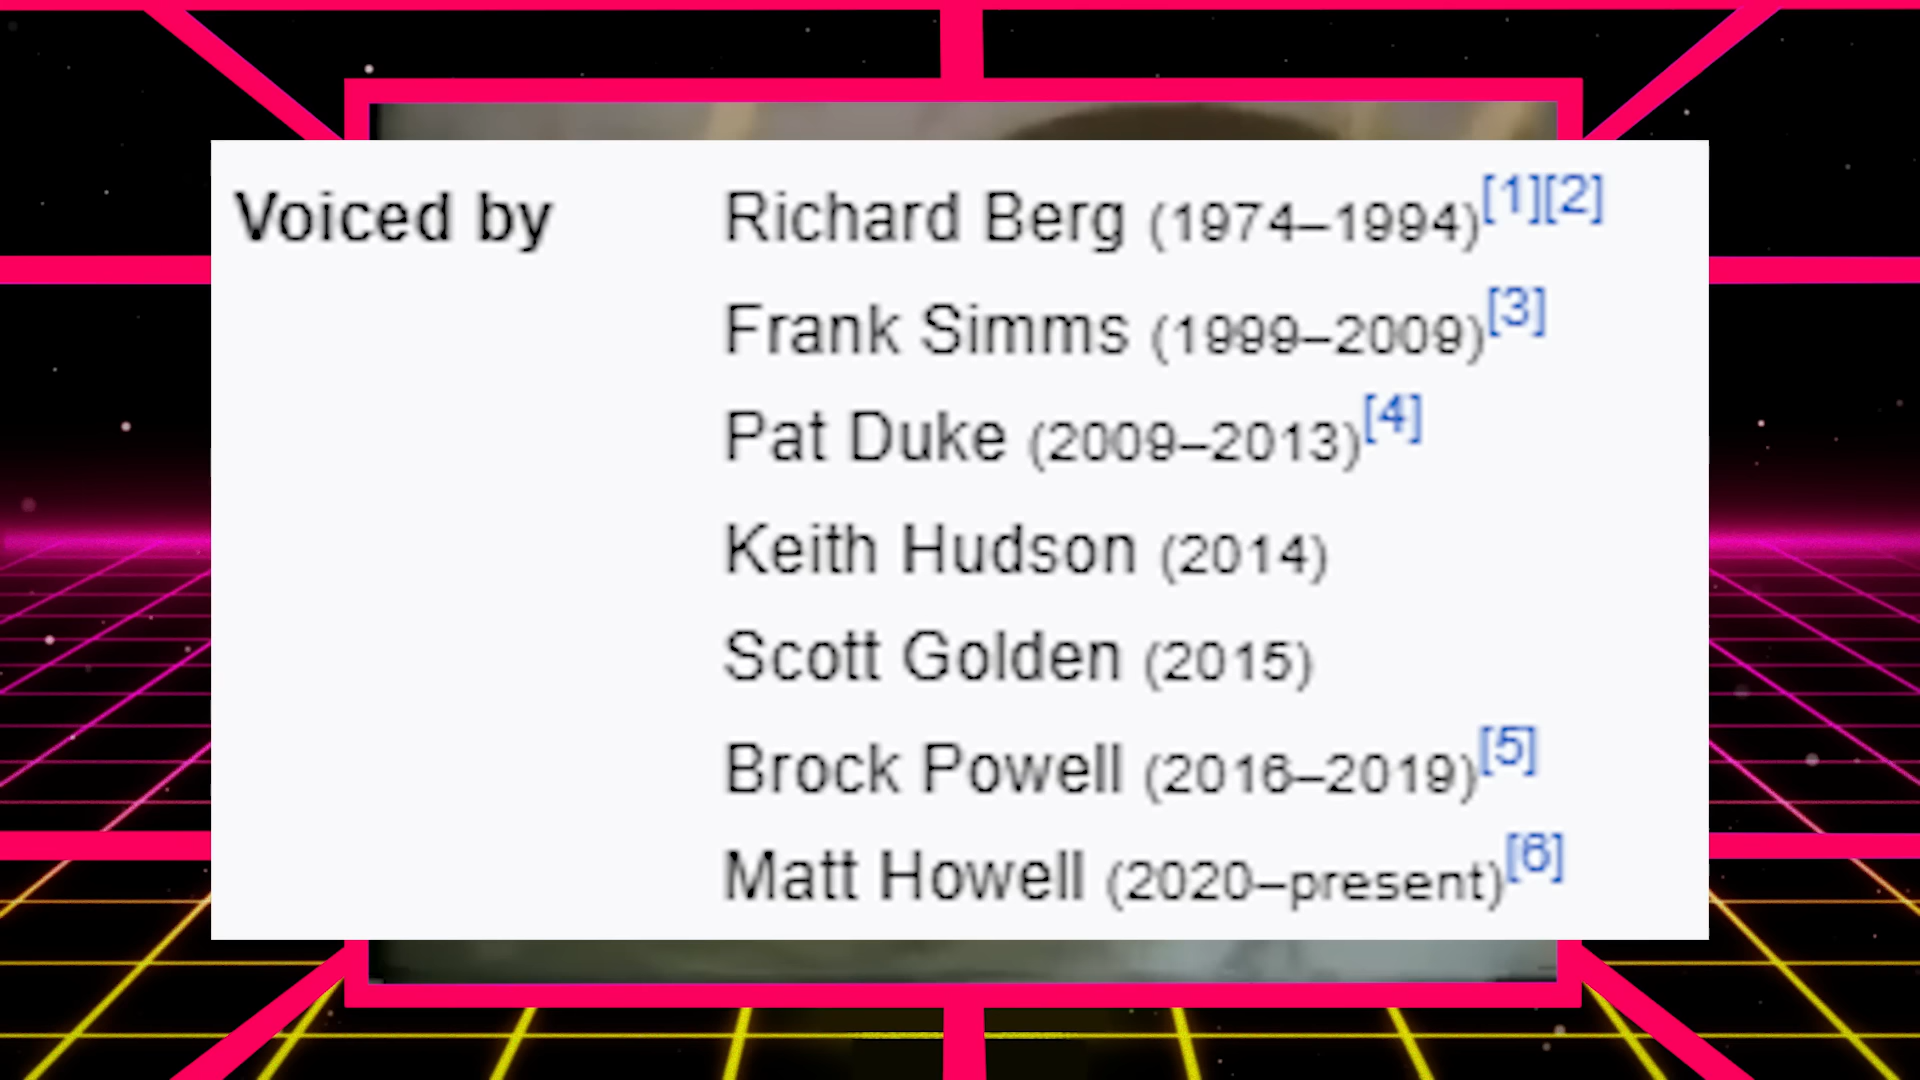 Voiced by Richard Berg (1974–1994)[1][2]
Frank Simms (1999–2009)[3]
Pat Duke (2009–2013)[4]
Keith Hudson (2014)
Scott Golden (2015)
Brock Powell (2016–2019)[5]
Matt Howell (2020–present)[6]